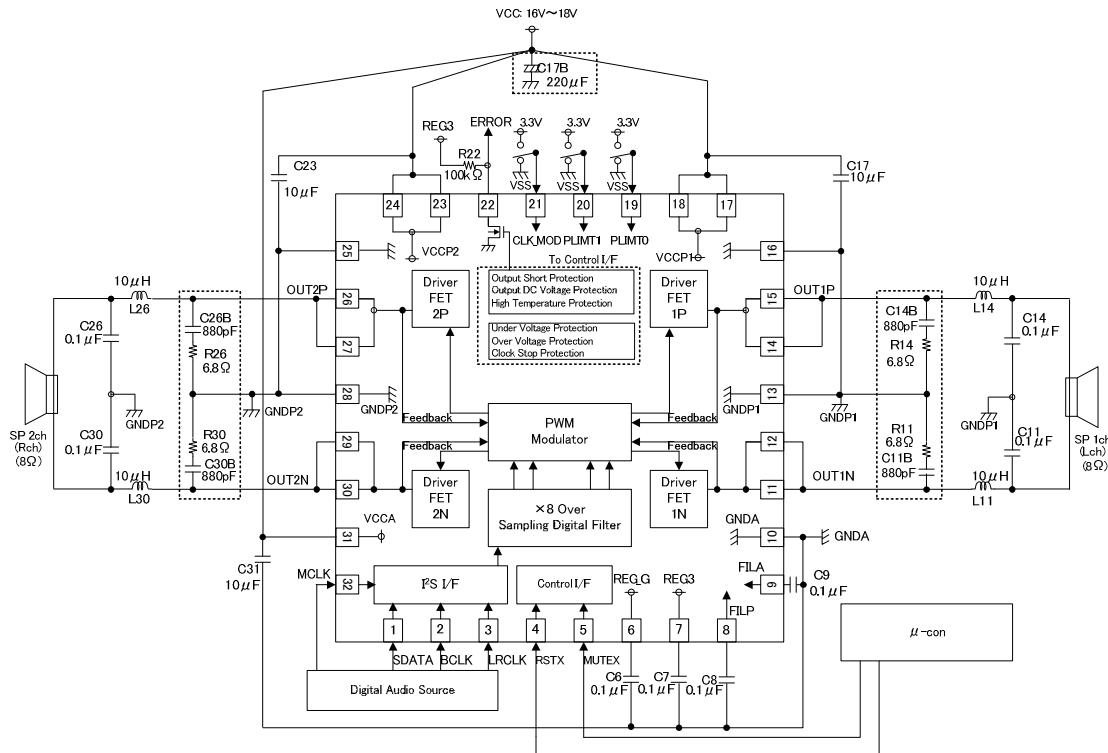 VCC: 16V～18V
C17B
220μF
REG3
ERROR
3.3V
3.3V
3.3V
R22
100kΩ
VSS
VSS
VSS
C23
10μF
C17
10μF
24
23
22
21
20
19
18
17
VCCP2
CLK_MOD
PLIMT1
PLIMT0
VCCP1
To Control I/F
25
16
Output Short Protection
Output DC Voltage Protection
High Temperature Protection
Under Voltage Protection
Over Voltage Protection
Clock Stop Protection
Driver
FET
2P
Driver
FET
1P
10μH
L26
OUT2P
26
27
15
14
OUT1P
10μH
L14
C26
0.1μF
C26B
880pF
R26
6.8Ω
C14B
880pF
R14
6.8Ω
C14
0.1μF
GNDP2
GNDP2
28
GNDP2
GNDP1
13
GNDP1
GNDP1
SP 2ch
(Rch)
(8Ω)
SP 1ch
(Lch)
(8Ω)
Feedback
Feedback
Feedback
Feedback
PWM
Modulator
C30
0.1μF
R30
6.8Ω
C30B
880pF
R11
6.8Ω
C11B
880pF
C11
0.1μF
29
30
12
11
10μH
L30
OUT2N
OUT1N
10μH
L11
Driver
FET
2N
Driver
FET
1N
×8 Over
Sampling Digital Filter
31
VCCA
GNDA
10
GNDA
C31
10μF
MCLK
32
I²S I/F
Control I/F
REG_G
REG3
FILA
9
C9
0.1μF
FILP
1
2
3
4
5
6
7
8
SDATA
BCLK
LRCLK
RSTX
MUTEX
C6
0.1μF
C7
0.1μF
C8
0.1μF
Digital Audio Source
μ-con